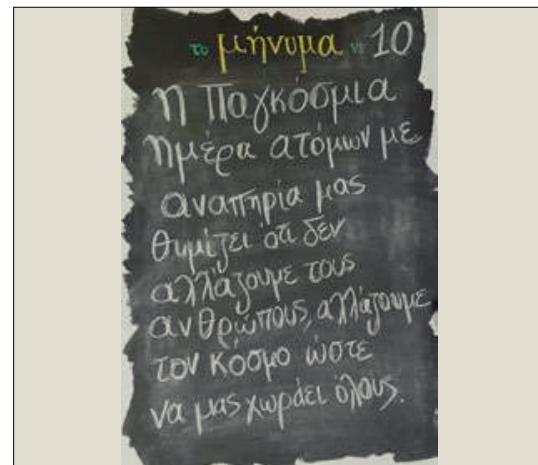 το μήνυμα νο 10
η Παγκόσμια
ημέρα ατόμων με
αναπηρία μας
θυμίζει ότι δεν
αλλάζουμε τους
ανθρώπους, αλλάζουμε
τον κόσμο ώστε
να μας χωράει όλους.